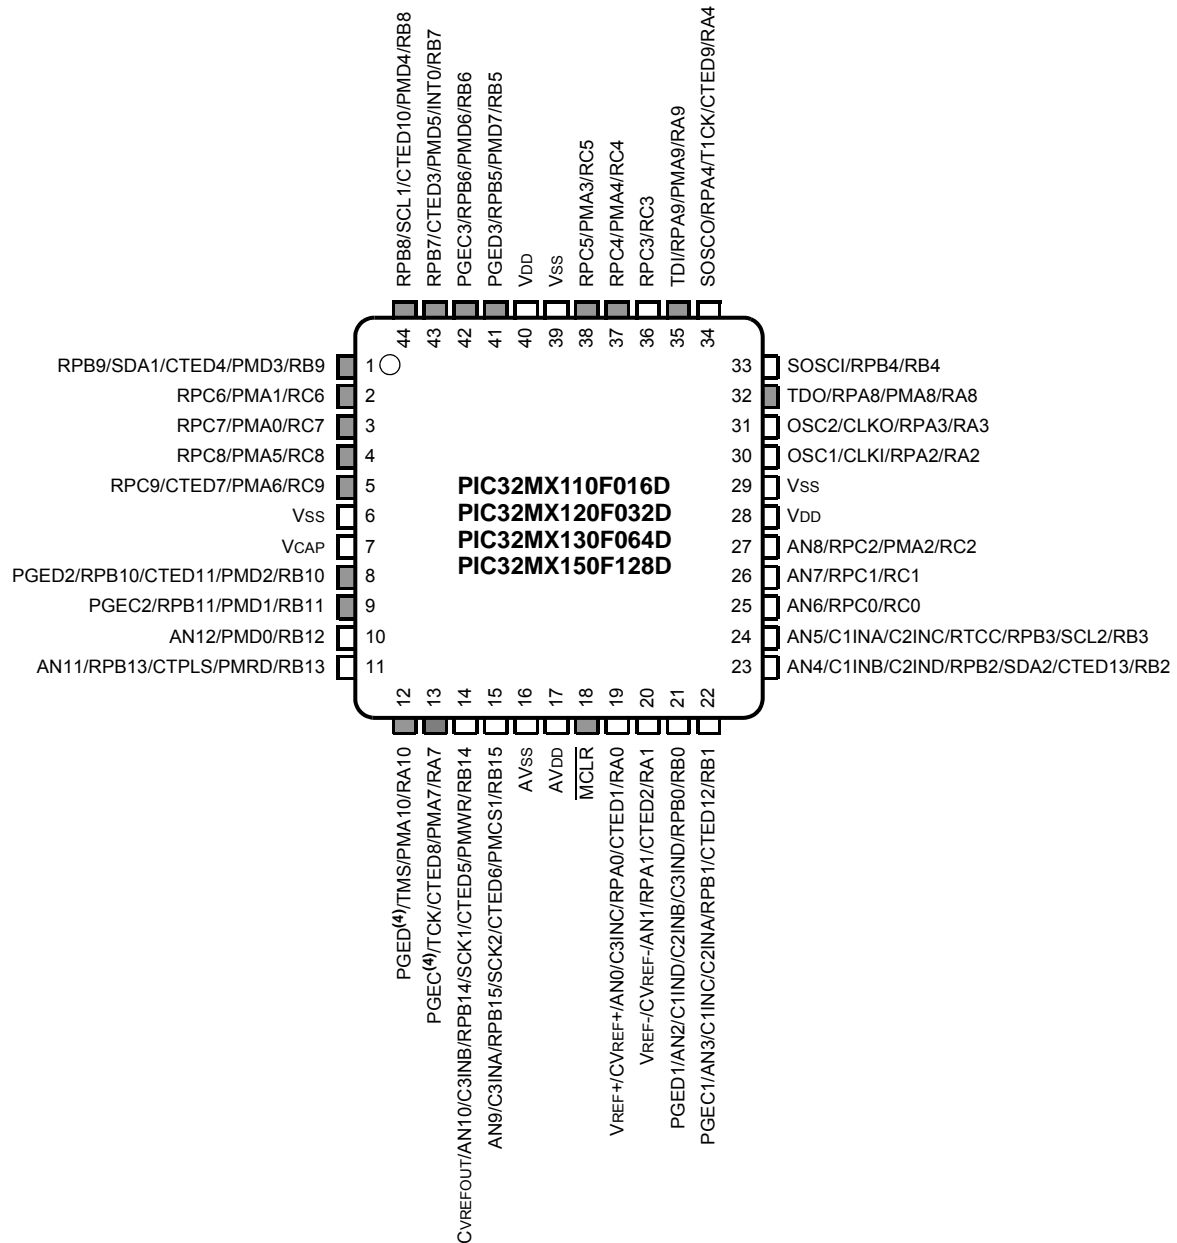 RPB8/SCL1/CTED10/PMD4/RB8
RPB7/CTED3/PMD5/INT0/RB7
PGEC3/RPB6/PMD6/RB6
PGED3/RPB5/PMD7/RB5
VDD
VSS
RPC5/PMA3/RC5
RPC4/PMA4/RC4
RPC3/RC3
TDI/RPA9/PMA9/RA9
SOSCO/RPA4/T1CK/CTED9/RA4
44 43 42 41 40 39 38 37 36 35 34
RPB9/SDA1/CTED4/PMD3/RB9 1
RPC6/PMA1/RC6 2
RPC7/PMA0/RC7 3
RPC8/PMA5/RC8 4
RPC9/CTED7/PMA6/RC9 5
VSS 6
VCAP 7
PGED2/RPB10/CTED11/PMD2/RB10 8
PGEC2/RPB11/PMD1/RB11 9
AN12/PMD0/RB12 10
AN11/RPB13/CTPLS/PMRD/RB13 11
PIC32MX110F016D
PIC32MX120F032D
PIC32MX130F064D
PIC32MX150F128D
33 SOSCI/RPB4/RB4
32 TDO/RPA8/PMA8/RA8
31 OSC2/CLKO/RPA3/RA3
30 OSC1/CLKI/RPA2/RA2
29 VSS
28 VDD
27 AN8/RPC2/PMA2/RC2
26 AN7/RPC1/RC1
25 AN6/RPC0/RC0
24 AN5/C1INA/C2INC/RTCC/RPB3/SCL2/RB3
23 AN4/C1INB/C2IND/RPB2/SDA2/CTED13/RB2
12 13 14 15 16 17 18 19 20 21 22
PGED(4)/TMS/PMA10/RA10
PGEC(4)/TCK/CTED8/PMA7/RA7
CVREFOUT/AN10/C3INB/RPB14/SCK1/CTED5/PMWR/RB14
AN9/C3INA/RPB15/SCK2/CTED6/PMCS1/RB15
AVSS
AVDD
MCLR
VREF+/CVREF+/AN0/C3INC/RPA0/CTED1/RA0
VREF-/CVREF-/AN1/RPA1/CTED2/RA1
PGED1/AN2/C1IND/C2INB/C3IND/RPB0/RB0
PGEC1/AN3/C1INC/C2INA/RPB1/CTED12/RB1